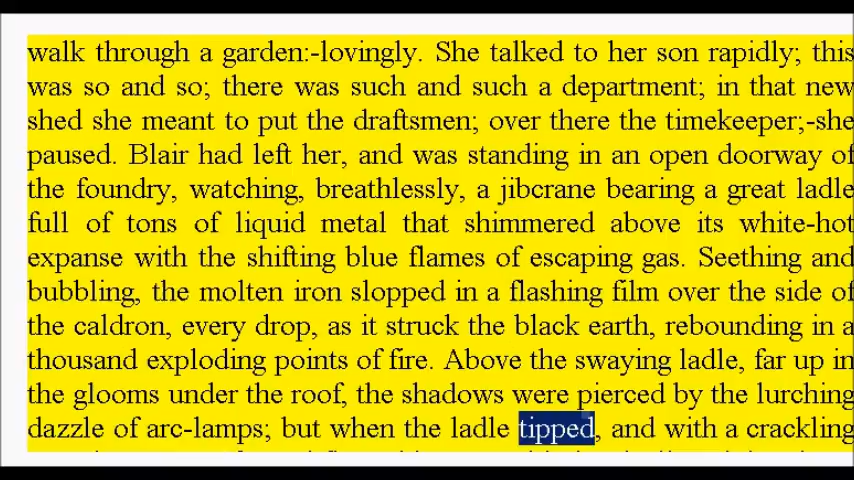 walk through a garden:-lovingly. She talked to her son rapidly; this
was so and so; there was such and such a department; in that new
shed she meant to put the draftsmen; over there the timekeeper;-she
paused. Blair had left her, and was standing in an open doorway of
the foundry, watching, breathlessly, a jibcrane bearing a great ladle
full of tons of liquid metal that shimmered above its white-hot
expanse with the shifting blue flames of escaping gas. Seething and
bubbling, the molten iron slopped in a flashing film over the side of
the caldron, every drop, as it struck the black earth, rebounding in a
thousand exploding points of fire. Above the swaying ladle, far up in
the glooms under the roof, the shadows were pierced by the lurching
dazzle of arc-lamps; but when the ladle tipped, and with a crackling